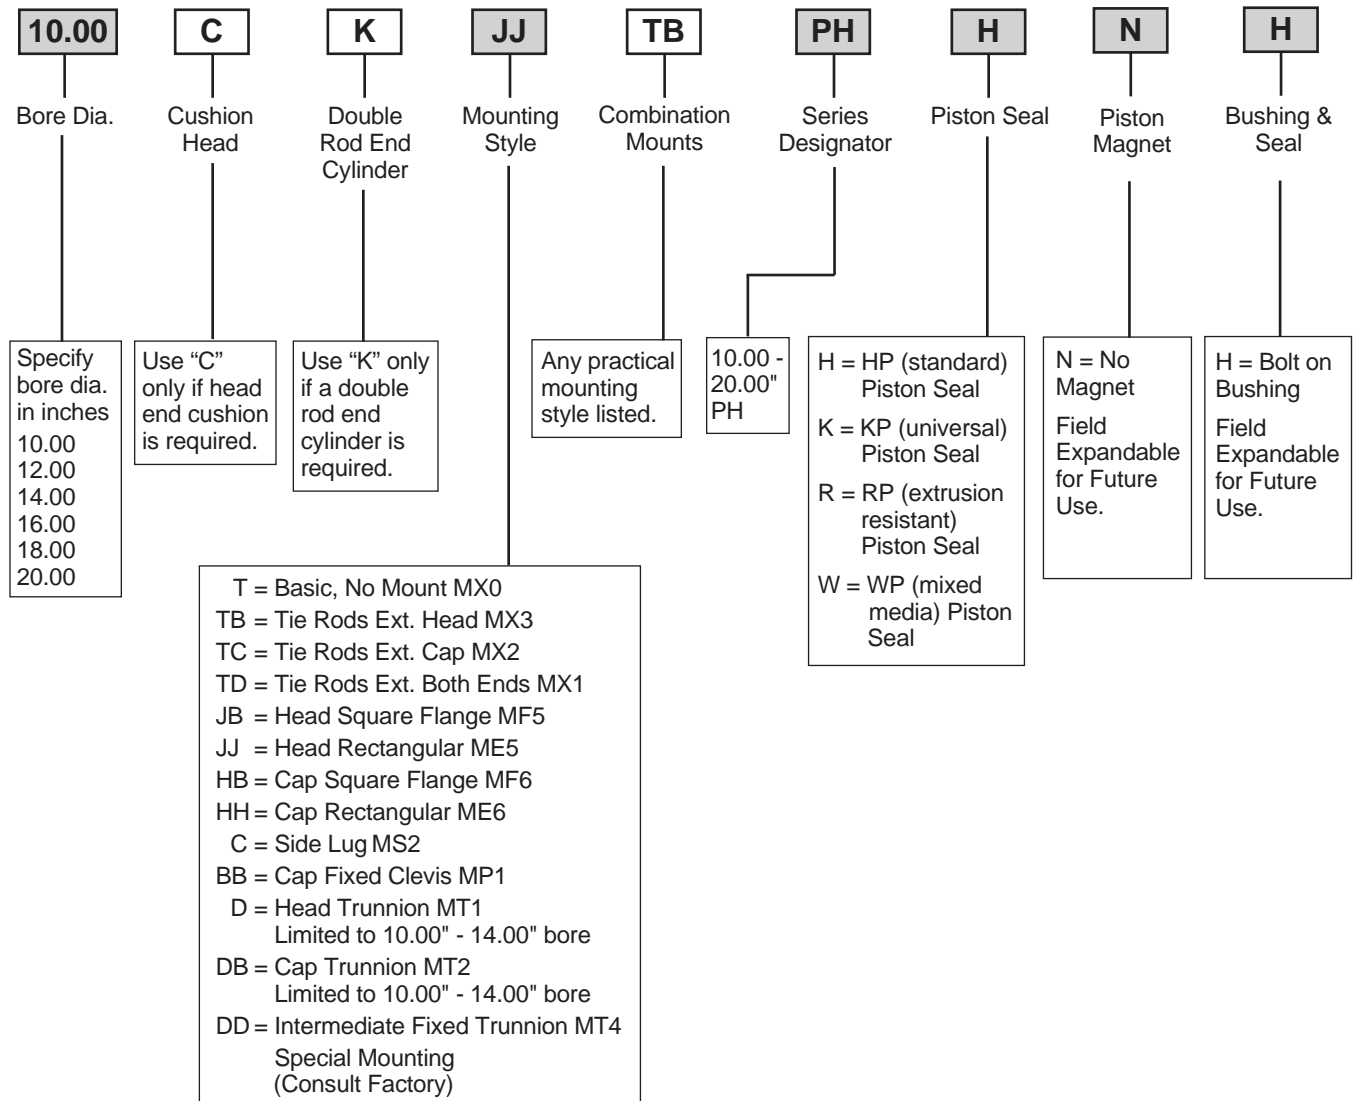 10.00
C
K
JJ
TB
PH
H
N
H
Bore Dia.
Cushion
Head
Double
Rod End
Cylinder
Mounting
Style
Combination
Mounts
Series
Designator
Piston Seal
Piston
Magnet
Bushing &
Seal
Specify
bore dia.
in inches
10.00
12.00
14.00
16.00
18.00
20.00
Use “C”
only if head
end cushion
is required.
Use “K” only
if a double
rod end
cylinder is
required.
Any practical
mounting
style listed.
10.00 -
20.00"
PH
H = HP (standard)
Piston Seal
K = KP (universal)
Piston Seal
R = RP (extrusion
resistant)
Piston Seal
W = WP (mixed
media) Piston
Seal
N = No
Magnet
Field
Expandable
for Future
Use.
H = Bolt on
Bushing
Field
Expandable
for Future
Use.
T = Basic, No Mount MX0
TB = Tie Rods Ext. Head MX3
TC = Tie Rods Ext. Cap MX2
TD = Tie Rods Ext. Both Ends MX1
JB = Head Square Flange MF5
JJ = Head Rectangular ME5
HB = Cap Square Flange MF6
HH = Cap Rectangular ME6
C = Side Lug MS2
BB = Cap Fixed Clevis MP1
D = Head Trunnion MT1
Limited to 10.00" - 14.00" bore
DB = Cap Trunnion MT2
Limited to 10.00" - 14.00" bore
DD = Intermediate Fixed Trunnion MT4
Special Mounting
(Consult Factory)